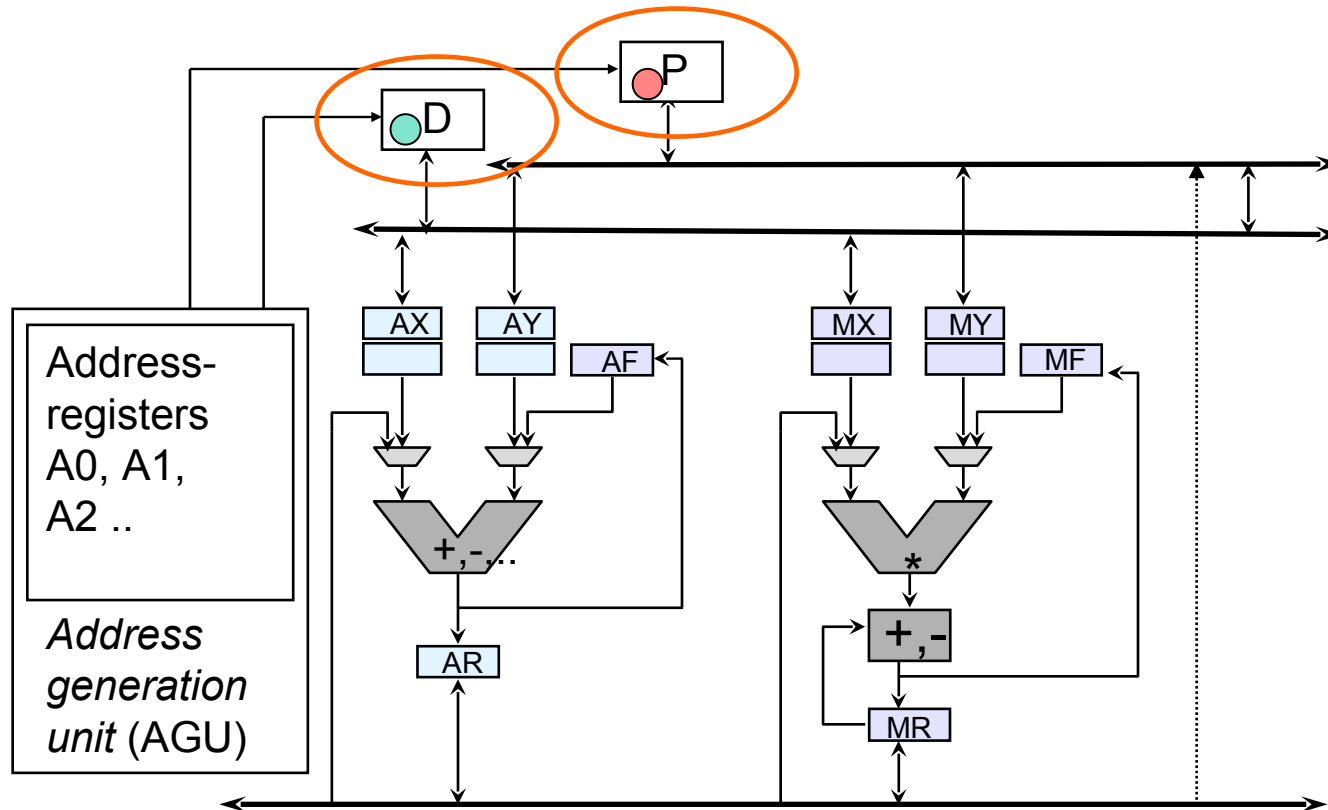 P
D
AX
AY
AF
MX
MY
MF
Address-
registers
A0, A1,
A2 ..
Address
generation
unit (AGU)
+,-,..
*
+,-
AR
MR